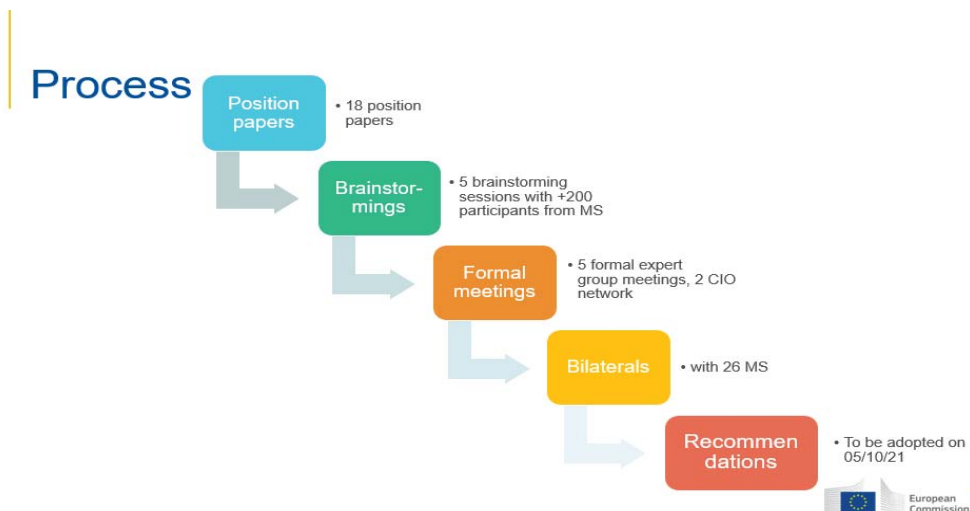 Process
Position
papers
• 18 position
papers
Brainstor-
mings
• 5 brainstorming
sessions with +200
participants from MS
Formal
meetings
• 5 formal expert
group meetings, 2 CIO
network
Bilaterals
• with 26 MS
Recommen
dations
• To be adopted on
05/10/21
European
Commission